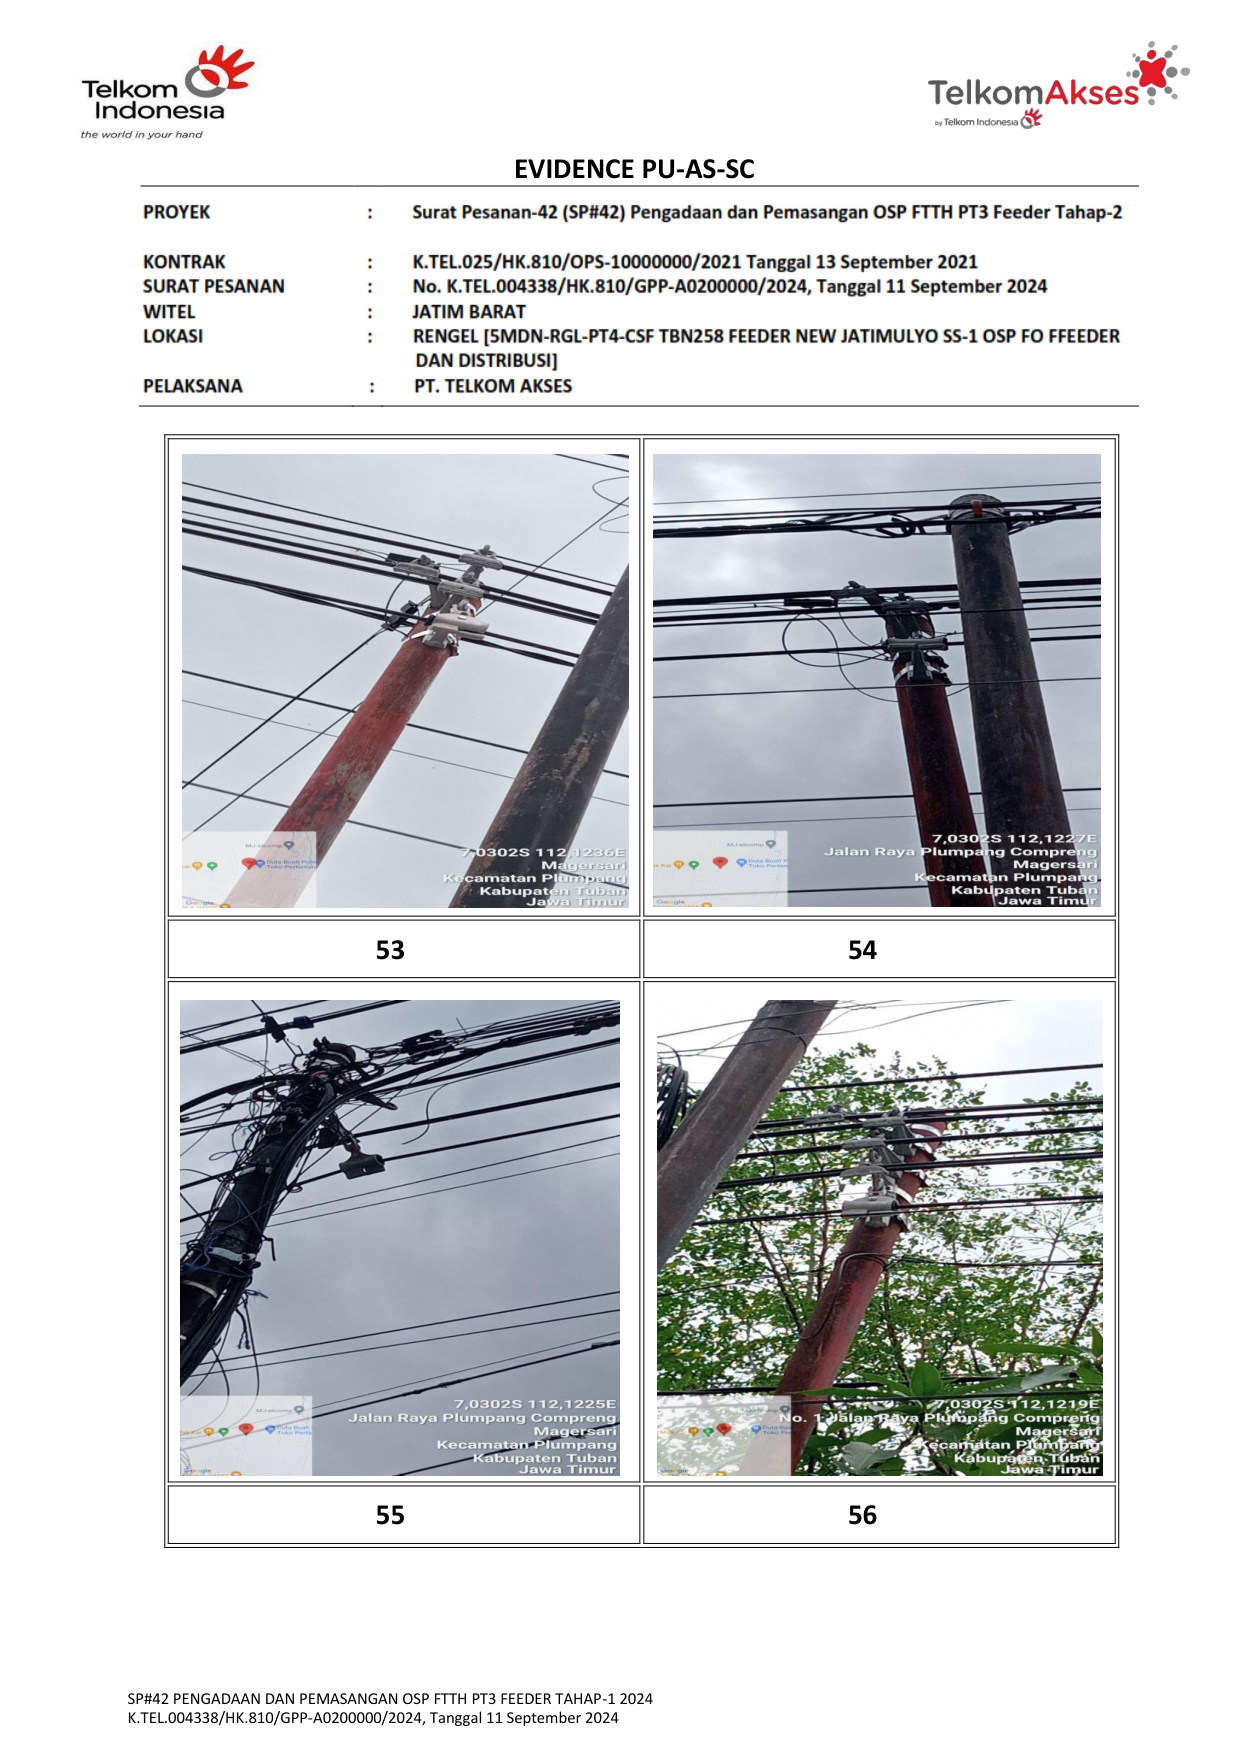 Telkom
Indonesia
the world in your hand
TelkomAkses
by Telkom Indonesia
EVIDENCE PU-AS-SC
PROYEK : Surat Pesanan-42 (SP#42) Pengadaan dan Pemasangan OSP FTTH PT3 Feeder Tahap-2
KONTRAK : K.TEL.025/HK.810/OPS-10000000/2021 Tanggal 13 September 2021
SURAT PESANAN : No. K.TEL.004338/HK.810/GPP-A0200000/2024, Tanggal 11 September 2024
WITEL : JATIM BARAT
LOKASI : RENGEL [5MDN-RGL-PT4-CSF TBN258 FEEDER NEW JATIMULYO SS-1 OSP FO FFEEDER
DAN DISTRIBUSI]
PELAKSANA : PT. TELKOM AKSES
7,0302S 112,1236E
Magersari
Kecamatan Plumpang
Kabupaten Tuban
Jawa Timur
Google
7,0302S 112,1227E
Jalan Raya Plumpang Compreng
Magersari
Kecamatan Plumpang
Kabupaten Tuban
Jawa Timur
Google
53
54
7,0302S 112,1225E
Jalan Raya Plumpang Compreng
Magersari
Kecamatan Plumpang
Kabupaten Tuban
Jawa Timur
Google
7,0302S 112,1219E
No. 1 Jalan Raya Plumpang Compreng
Magersari
Kecamatan Plumpang
Kabupaten Tuban
Jawa Timur
Google
55
56
SP#42 PENGADAAN DAN PEMASANGAN OSP FTTH PT3 FEEDER TAHAP-1 2024
K.TEL.004338/HK.810/GPP-A0200000/2024, Tanggal 11 September 2024